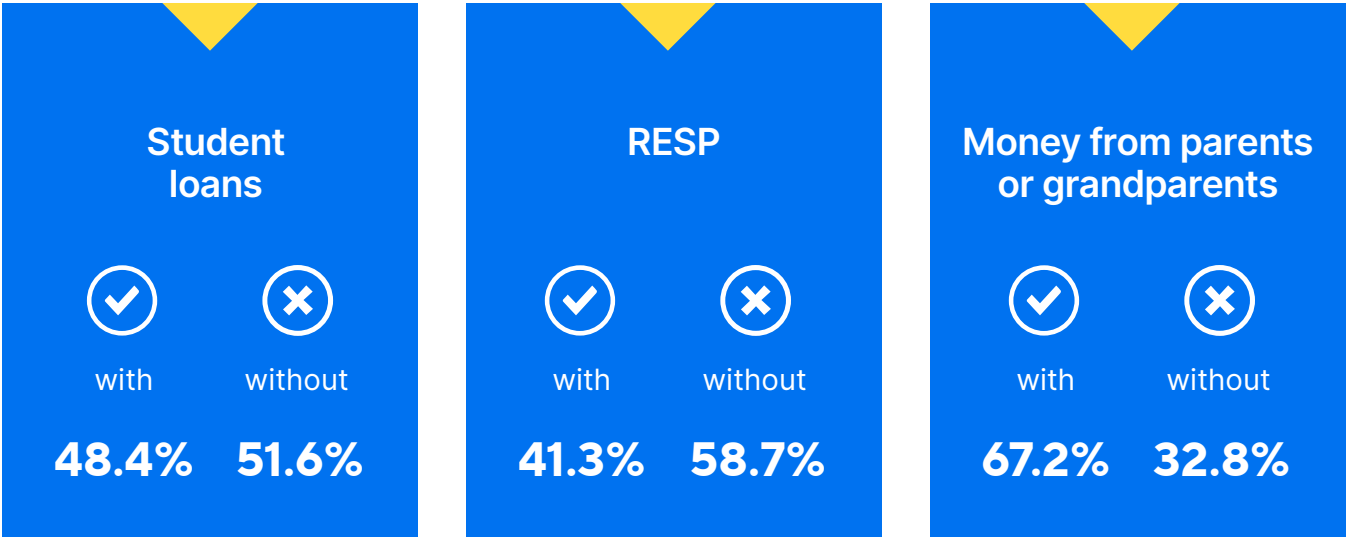 Student
loans
with without
48.4% 51.6%
RESP
with without
41.3% 58.7%
Money from parents
or grandparents
with without
67.2% 32.8%